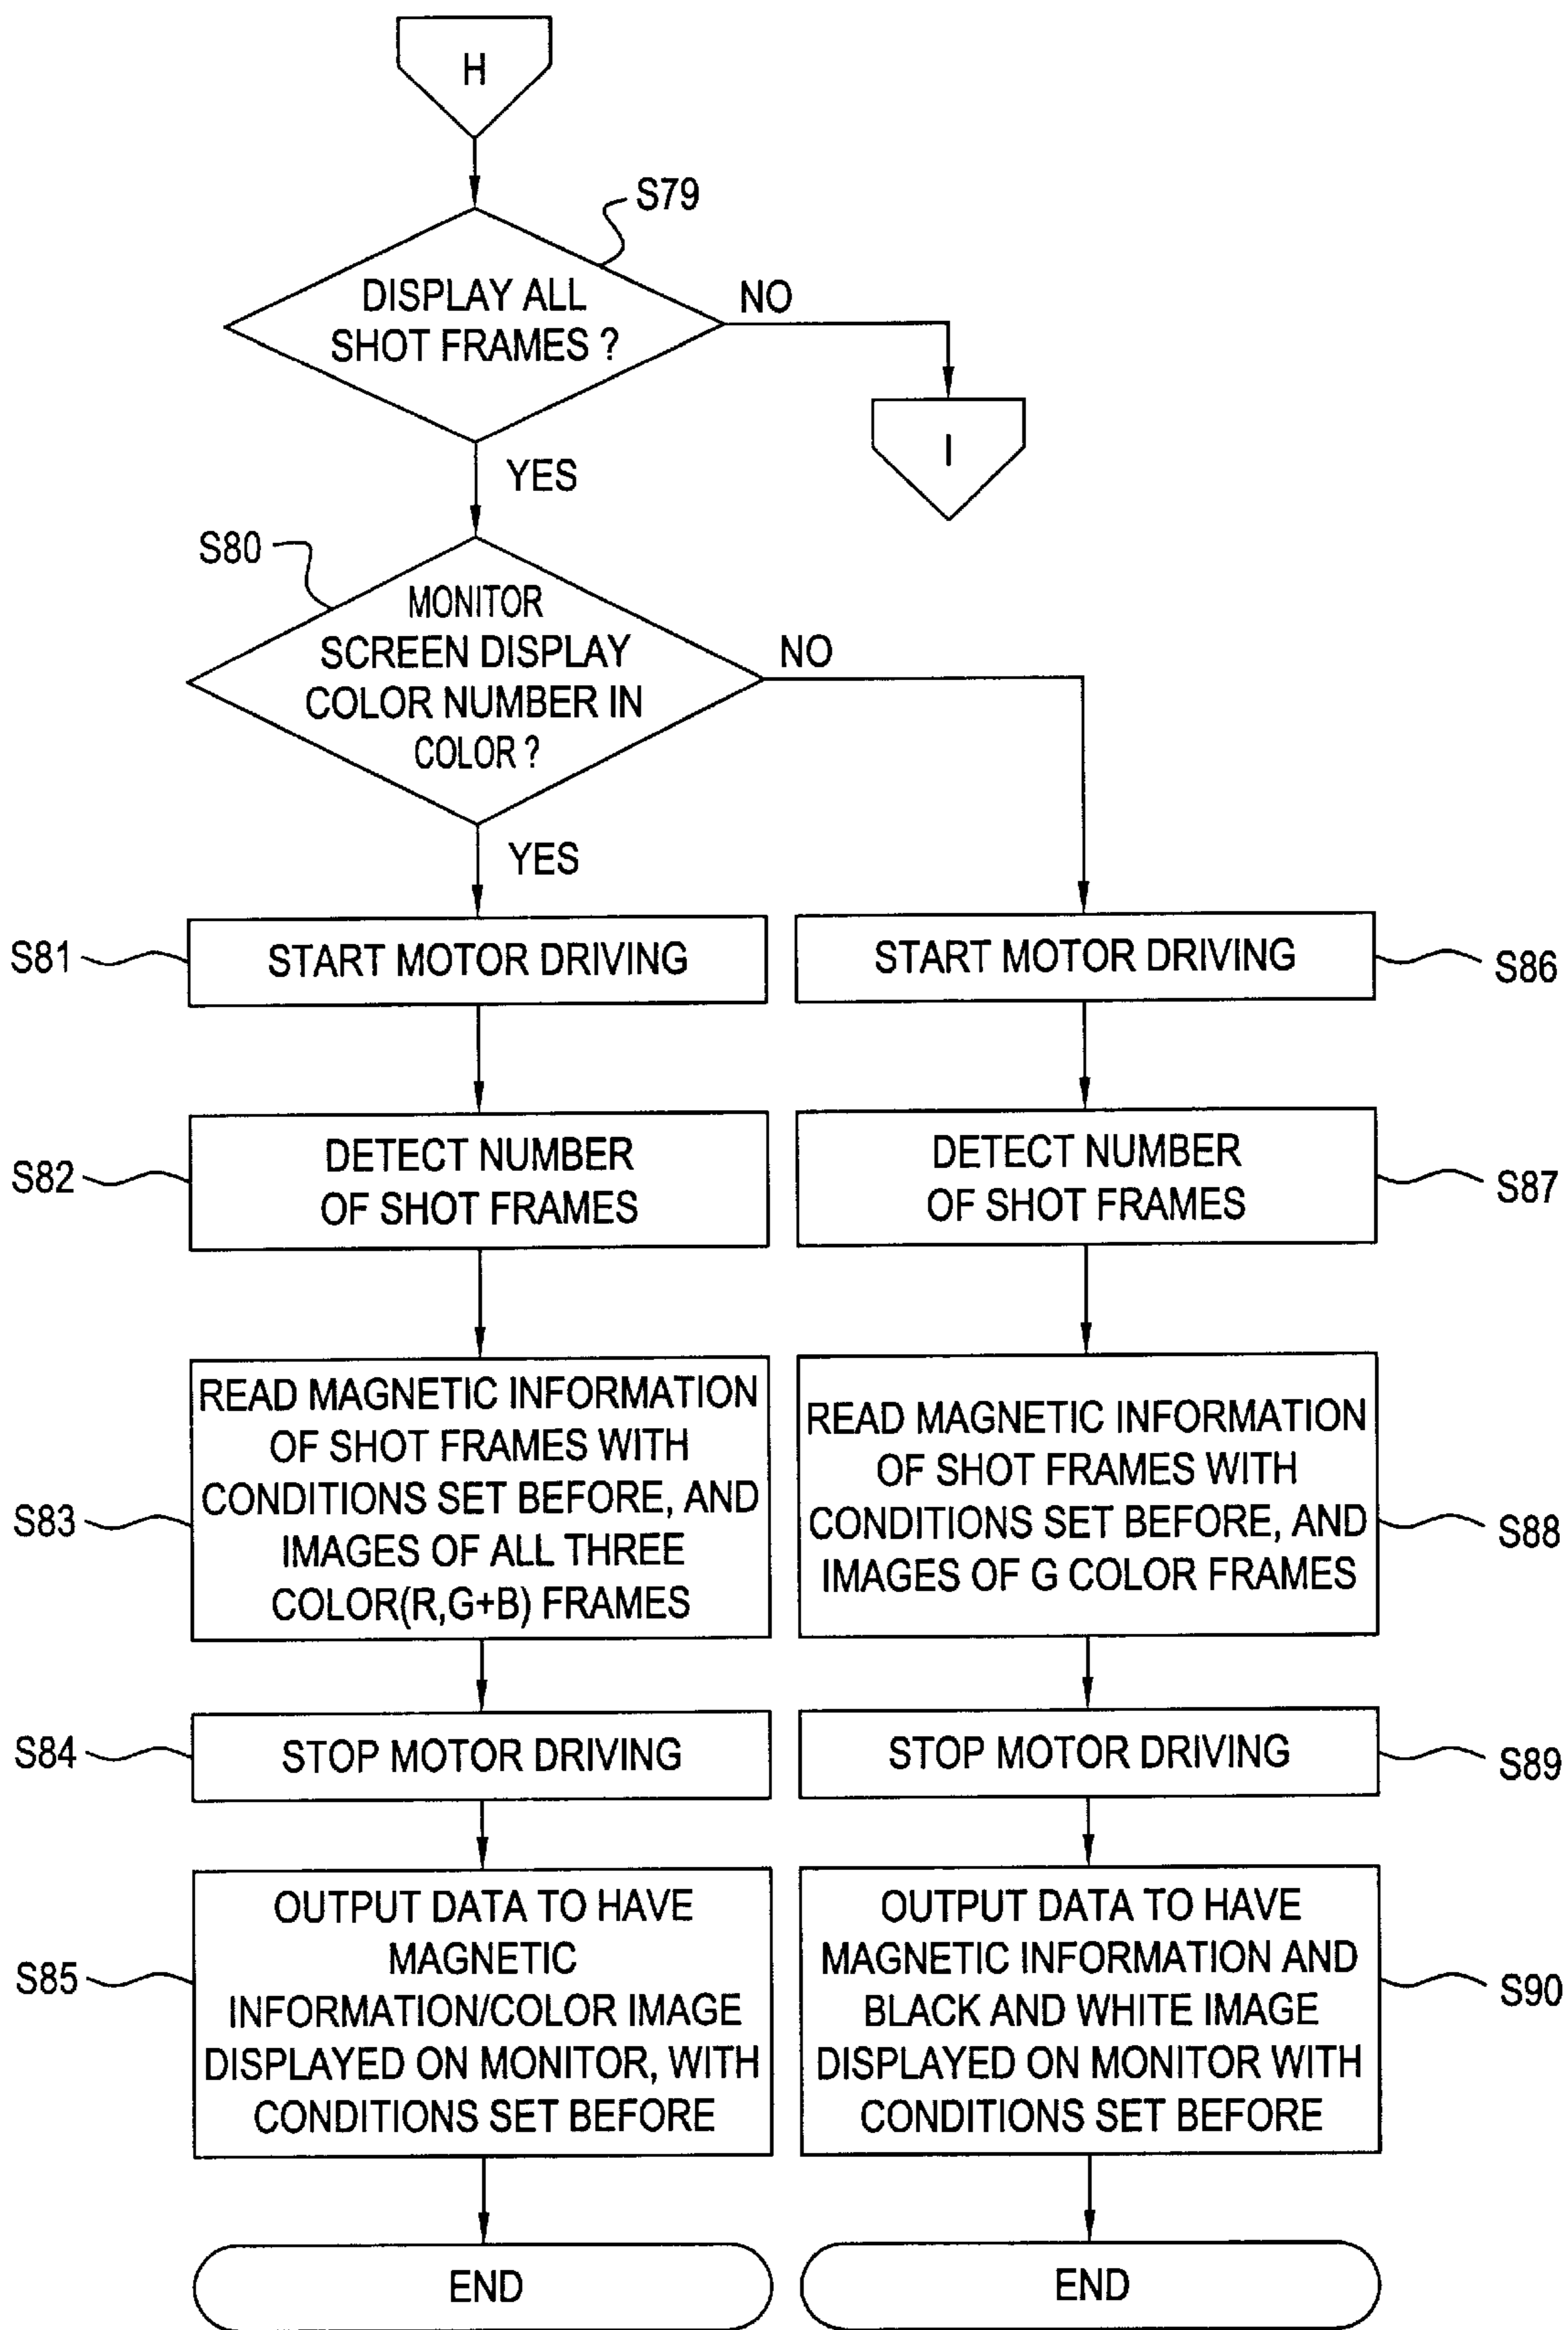 H
S79
DISPLAY ALL
SHOT FRAMES ?
NO
I
YES
S80
MONITOR
SCREEN DISPLAY
COLOR NUMBER IN
COLOR ?
NO
YES
S81
START MOTOR DRIVING
START MOTOR DRIVING
S86
S82
DETECT NUMBER
OF SHOT FRAMES
DETECT NUMBER
OF SHOT FRAMES
S87
S83
READ MAGNETIC INFORMATION
OF SHOT FRAMES WITH
CONDITIONS SET BEFORE, AND
IMAGES OF ALL THREE
COLOR(R,G+B) FRAMES
READ MAGNETIC INFORMATION
OF SHOT FRAMES WITH
CONDITIONS SET BEFORE, AND
IMAGES OF G COLOR FRAMES
S88
S84
STOP MOTOR DRIVING
STOP MOTOR DRIVING
S89
S85
OUTPUT DATA TO HAVE
MAGNETIC
INFORMATION/COLOR IMAGE
DISPLAYED ON MONITOR, WITH
CONDITIONS SET BEFORE
OUTPUT DATA TO HAVE
MAGNETIC INFORMATION AND
BLACK AND WHITE IMAGE
DISPLAYED ON MONITOR WITH
CONDITIONS SET BEFORE
S90
END
END